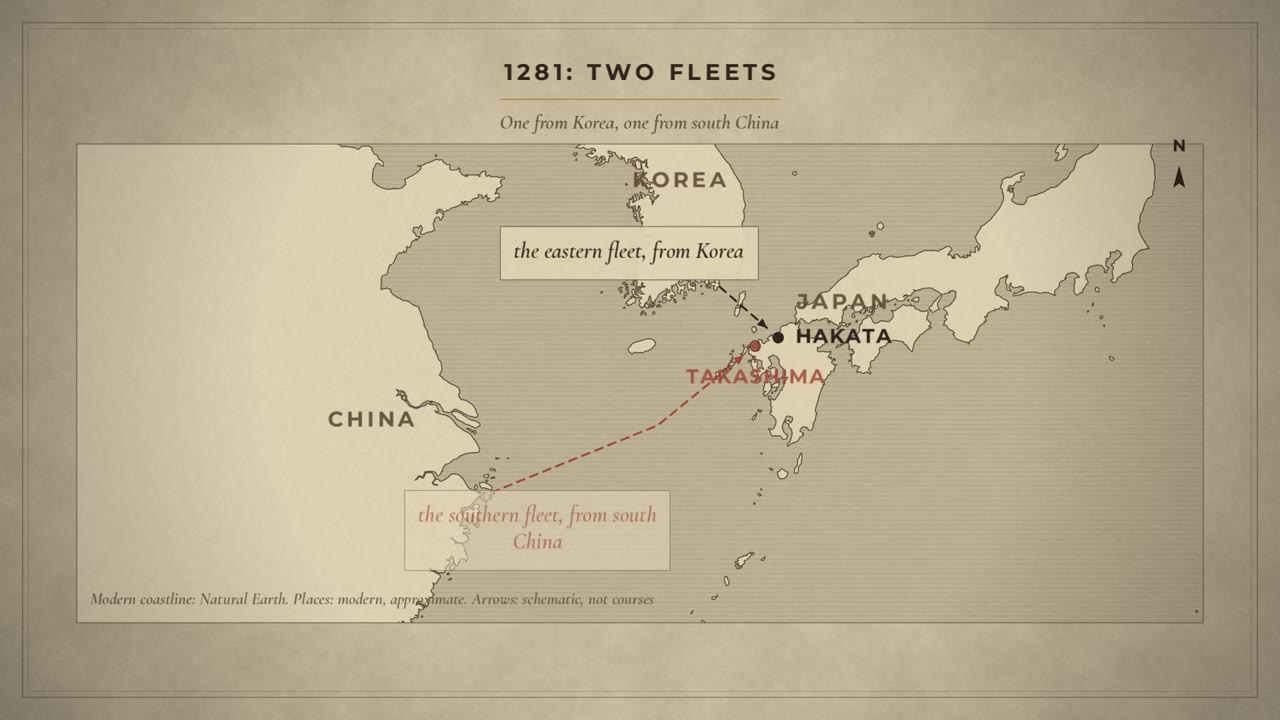 1281: TWO FLEETS
One from Korea, one from south China
N
KOREA
the eastern fleet, from Korea
JAPAN
HAKATA
TAKASHIMA
CHINA
the southern fleet, from south
China
Modern coastline: Natural Earth. Places: modern, approximate. Arrows: schematic, not courses